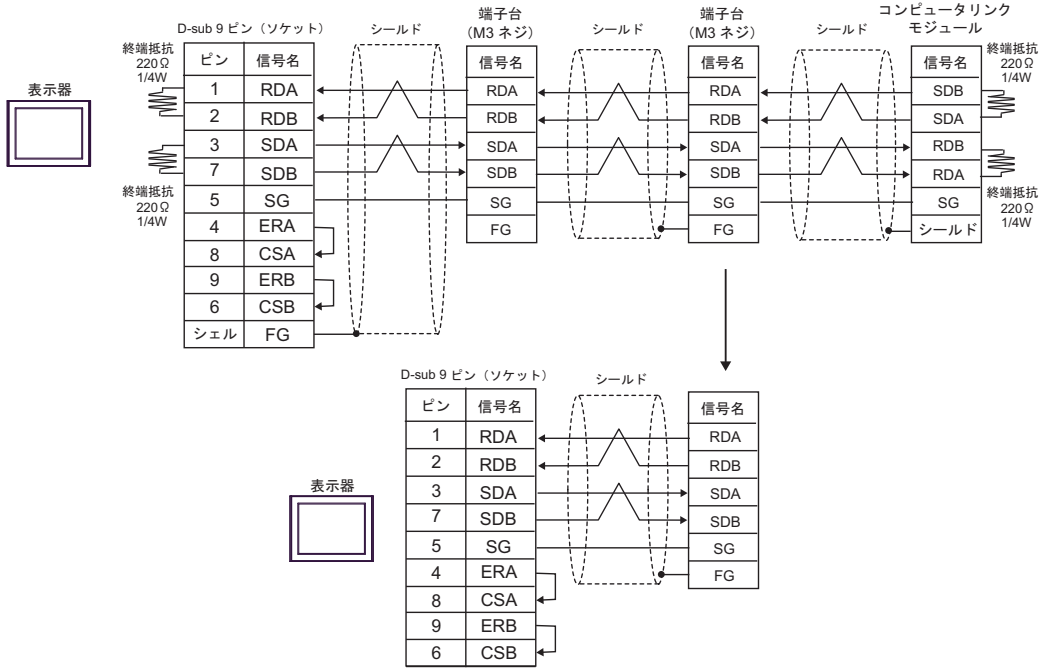 D-sub 9 ピン（ソケット）
シールド
端子台
（M3 ネジ）
シールド
端子台
（M3 ネジ）
シールド
コンピュータリンク
モジュール
終端抵抗
220Ω
1/4W
終端抵抗
220Ω
1/4W
表示器
ピン 信号名
1 RDA
2 RDB
3 SDA
7 SDB
5 SG
4 ERA
8 CSA
9 ERB
6 CSB
シェル FG
終端抵抗
220Ω
1/4W
信号名
RDA
RDB
SDA
SDB
SG
FG
信号名
RDA
RDB
SDA
SDB
SG
FG
信号名
SDB
SDA
RDB
RDA
SG
シールド
終端抵抗
220Ω
1/4W
D-sub 9 ピン（ソケット）
シールド
表示器
ピン 信号名
1 RDA
2 RDB
3 SDA
7 SDB
5 SG
4 ERA
8 CSA
9 ERB
6 CSB
信号名
RDA
RDB
SDA
SDB
SG
FG